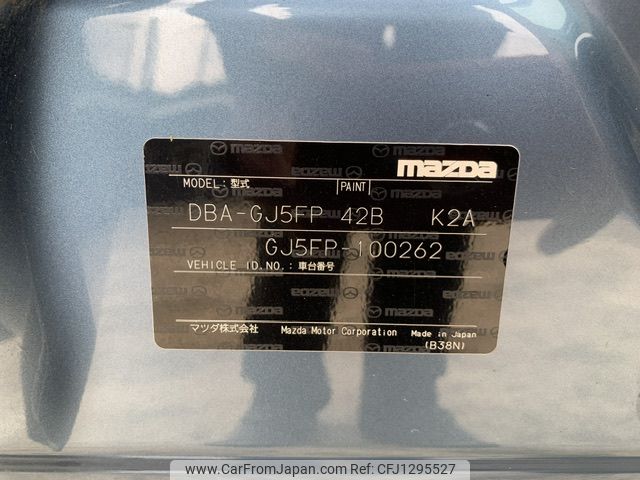 mazda
MODEL:型式 PAINT
DBA-GJ5FP 42B K2A
GJ5FP-100262
VEHICLE ID.NO.:車台番号
マツダ株式会社 Mazda Motor Corporation Made in Japan
(B38N)
www.CarFromJapan.com - CFJ1295527